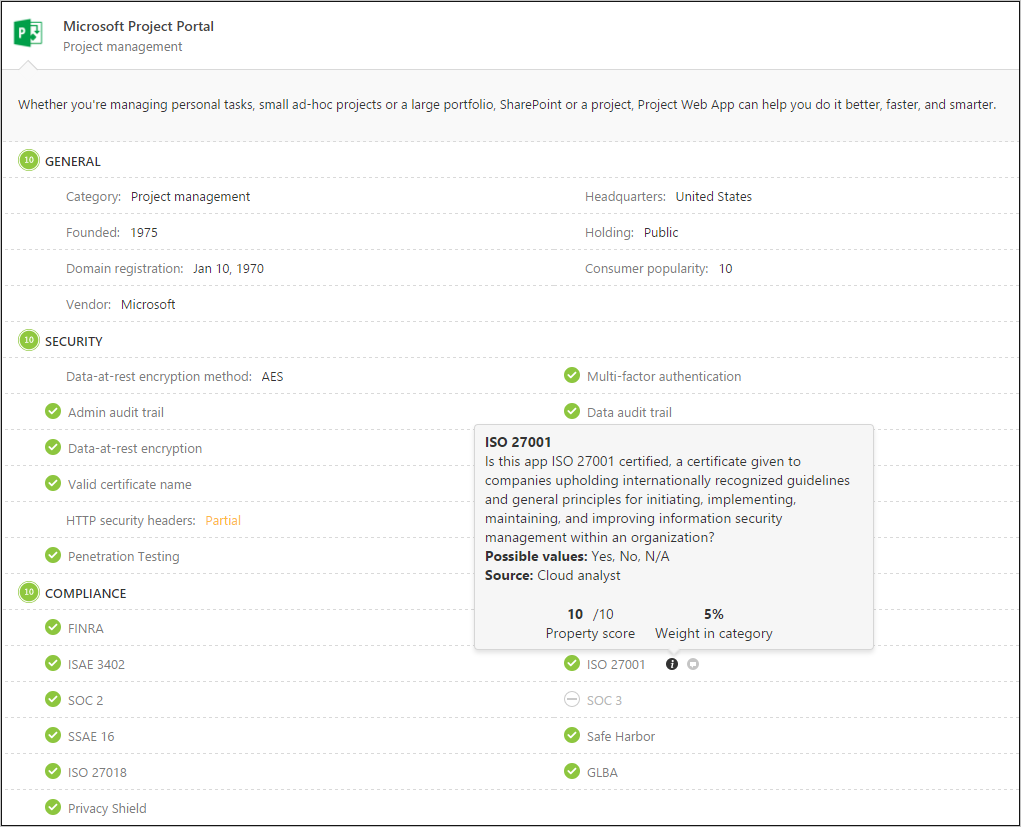 Microsoft Project Portal
Project management
Whether you're managing personal tasks, small ad-hoc projects or a large portfolio, SharePoint or a project, Project Web App can help you do it better, faster, and smarter.
10 GENERAL
Category: Project management
Headquarters: United States
Founded: 1975
Holding: Public
Domain registration: Jan 10, 1970
Consumer popularity: 10
Vendor: Microsoft
10 SECURITY
Data-at-rest encryption method: AES
Multi-factor authentication
Admin audit trail
Data audit trail
Data-at-rest encryption
Valid certificate name
HTTP security headers: Partial
Penetration Testing
ISO 27001
Is this app ISO 27001 certified, a certificate given to
companies upholding internationally recognized guidelines
and general principles for initiating, implementing,
maintaining, and improving information security
management within an organization?
Possible values: Yes, No, N/A
Source: Cloud analyst
10 /10
Property score
5%
Weight in category
10 COMPLIANCE
FINRA
ISAE 3402
ISO 27001
SOC 2
SOC 3
SSAE 16
Safe Harbor
ISO 27018
GLBA
Privacy Shield